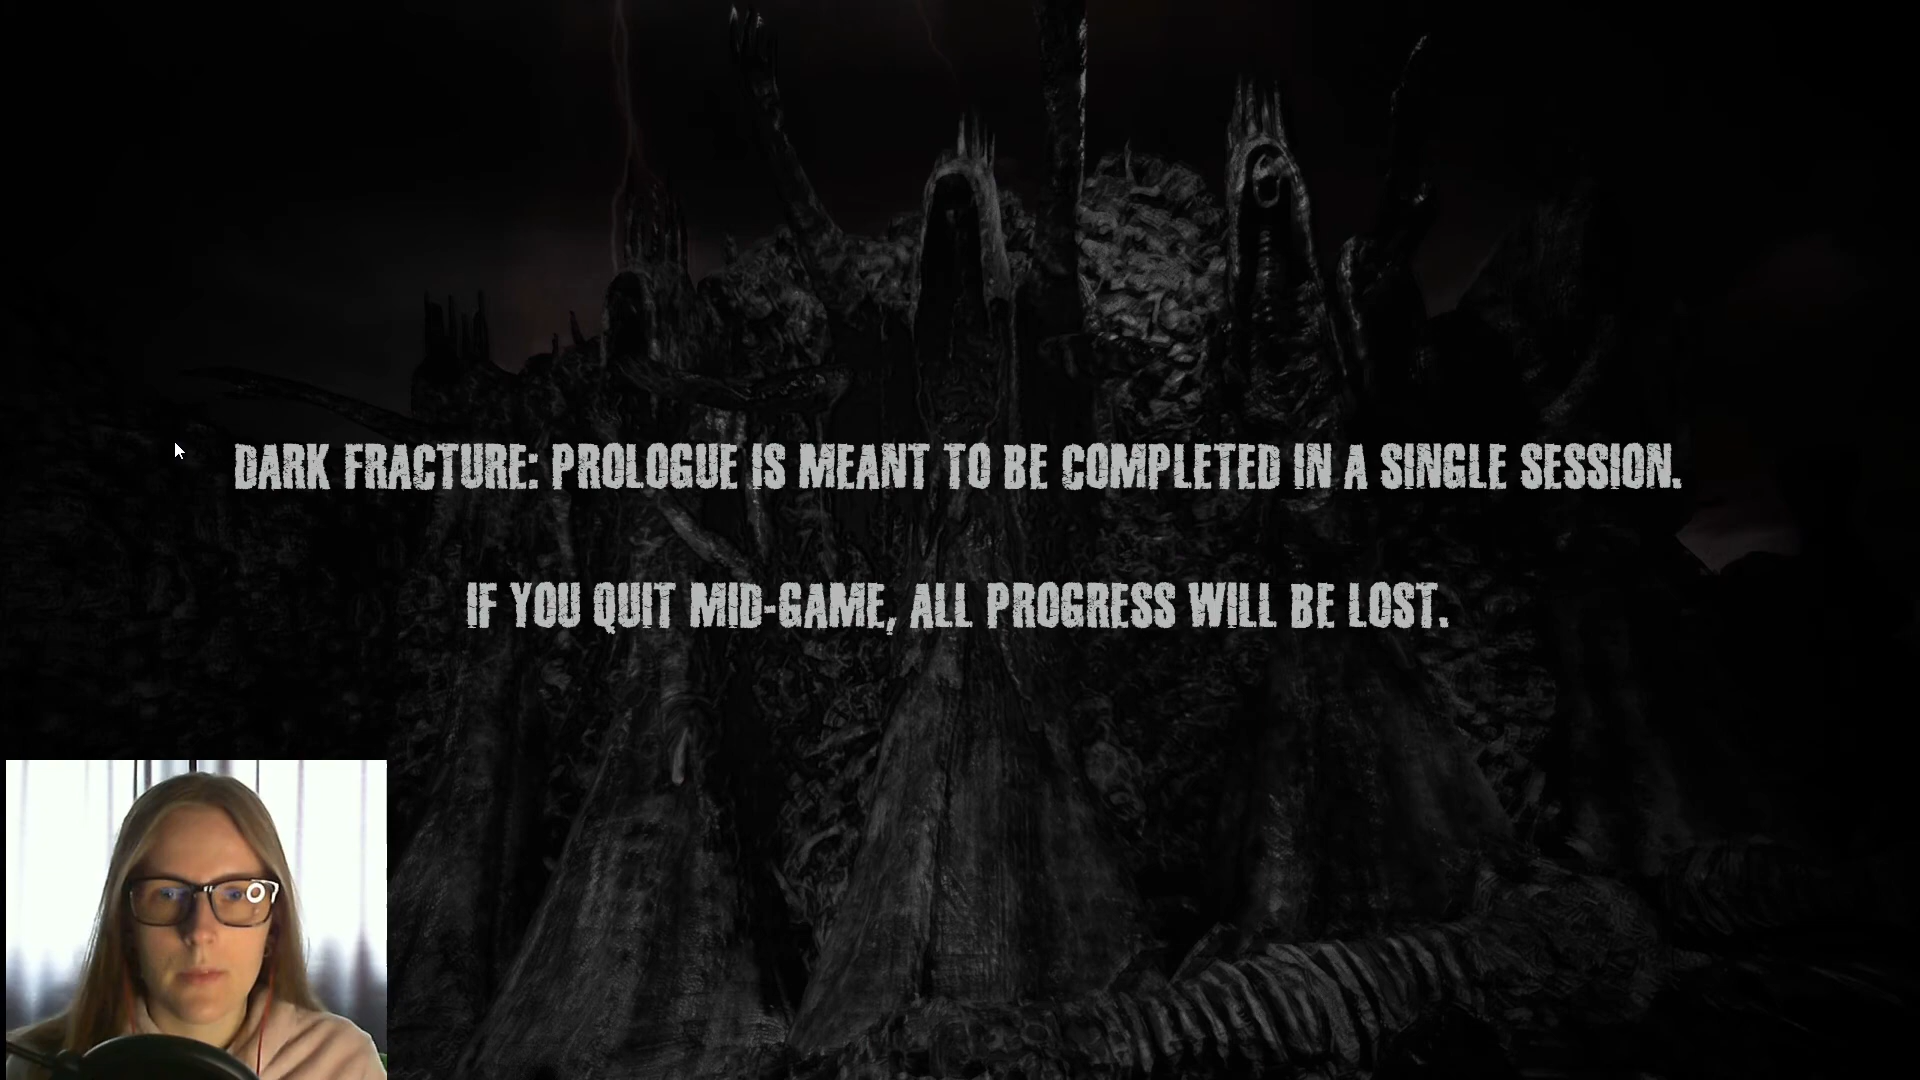 DARK FRACTURE: PROLOGUE IS MEANT TO BE COMPLETED IN A SINGLE SESSION.
IF YOU QUIT MID-GAME, ALL PROGRESS WILL BE LOST.